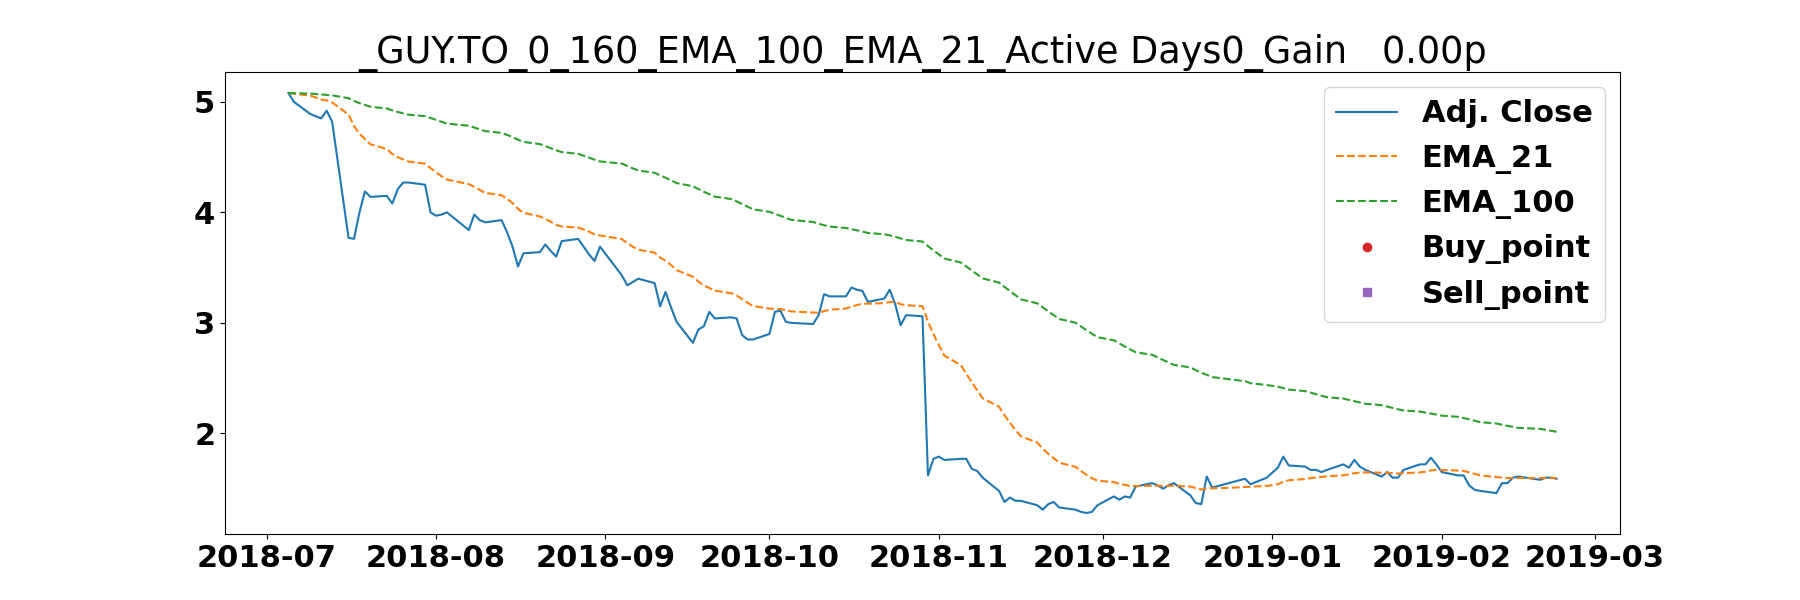 _GUY.TO_0_160_EMA_100_EMA_21_Active Days0_Gain   0.00p
5
4
3
2
Adj. Close
EMA_21
EMA_100
Buy_point
Sell_point
2018-07 2018-08 2018-09 2018-10 2018-11 2018-12 2019-01 2019-02 2019-03